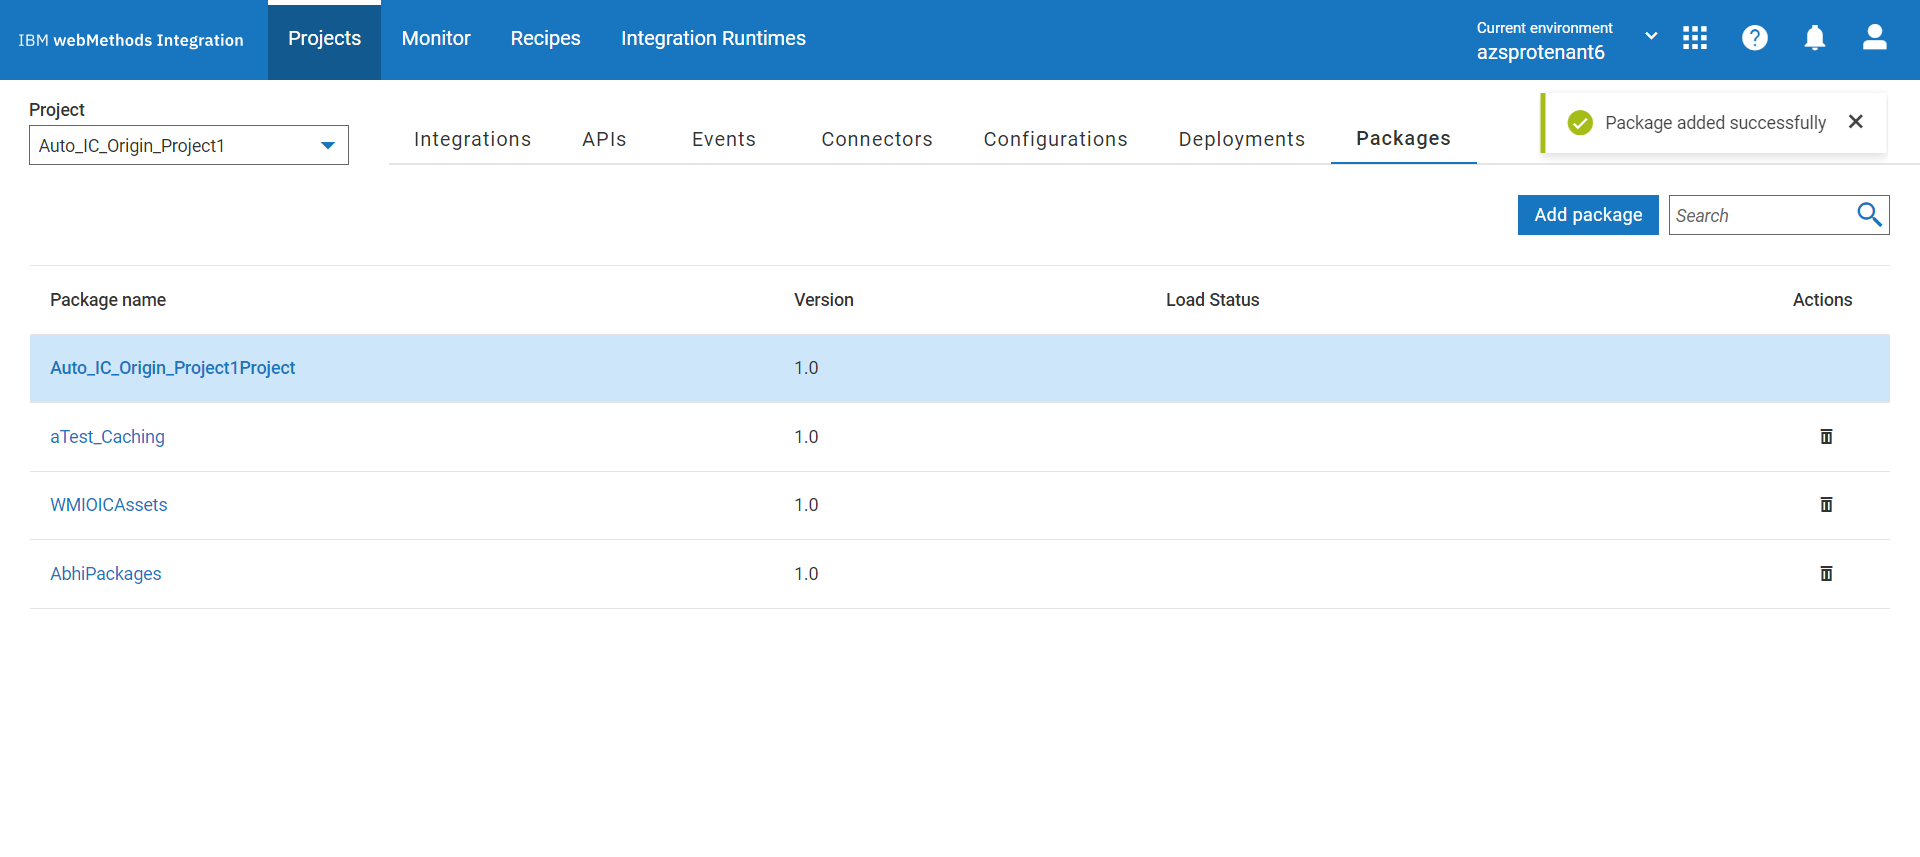 IBM webMethods Integration
Projects
Monitor
Recipes
Integration Runtimes
Current environment
azsprotenant6
Project
Auto_IC_Origin_Project1
Integrations
APIs
Events
Connectors
Configurations
Deployments
Packages
Package added successfully
Add package
Search
Package name
Version
Load Status
Actions
Auto_IC_Origin_Project1Project
1.0
aTest_Caching
1.0
WMIOICAssets
1.0
AbhiPackages
1.0